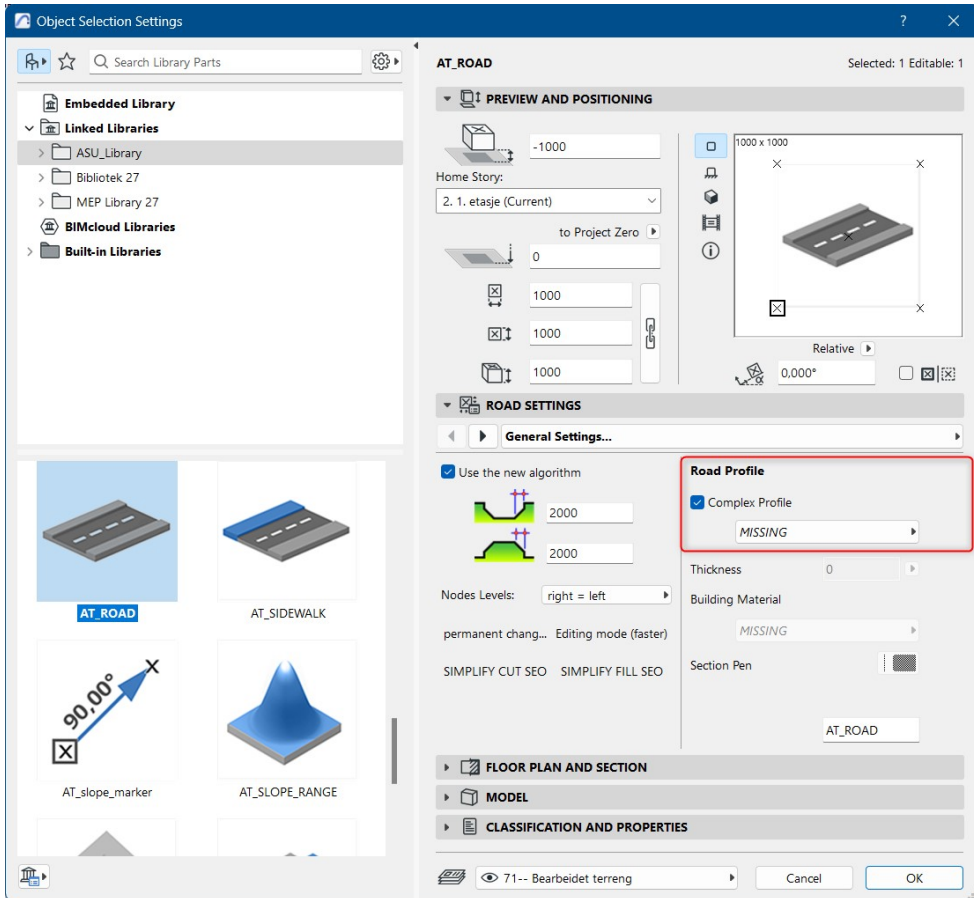 Object Selection Settings
?
Search Library Parts
Embedded Library
Linked Libraries
ASU_Library
Bibliotek 27
MEP Library 27
BIMcloud Libraries
Built-in Libraries
AT_ROAD
AT_SIDEWALK
90,00°
AT_slope_marker
AT_SLOPE_RANGE
AT_ROAD
Selected: 1 Editable: 1
PREVIEW AND POSITIONING
-1000
Home Story:
2. 1. etasje (Current)
to Project Zero
0
1000
1000
1000
1000 x 1000
Relative
α
0,000°
ROAD SETTINGS
General Settings...
Use the new algorithm
2000
2000
Nodes Levels:
right = left
permanent chang... Editing mode (faster)
SIMPLIFY CUT SEO SIMPLIFY FILL SEO
Road Profile
Complex Profile
MISSING
Thickness
0
Building Material
MISSING
Section Pen
AT_ROAD
FLOOR PLAN AND SECTION
MODEL
CLASSIFICATION AND PROPERTIES
71-- Bearbeidet terreng
Cancel
OK